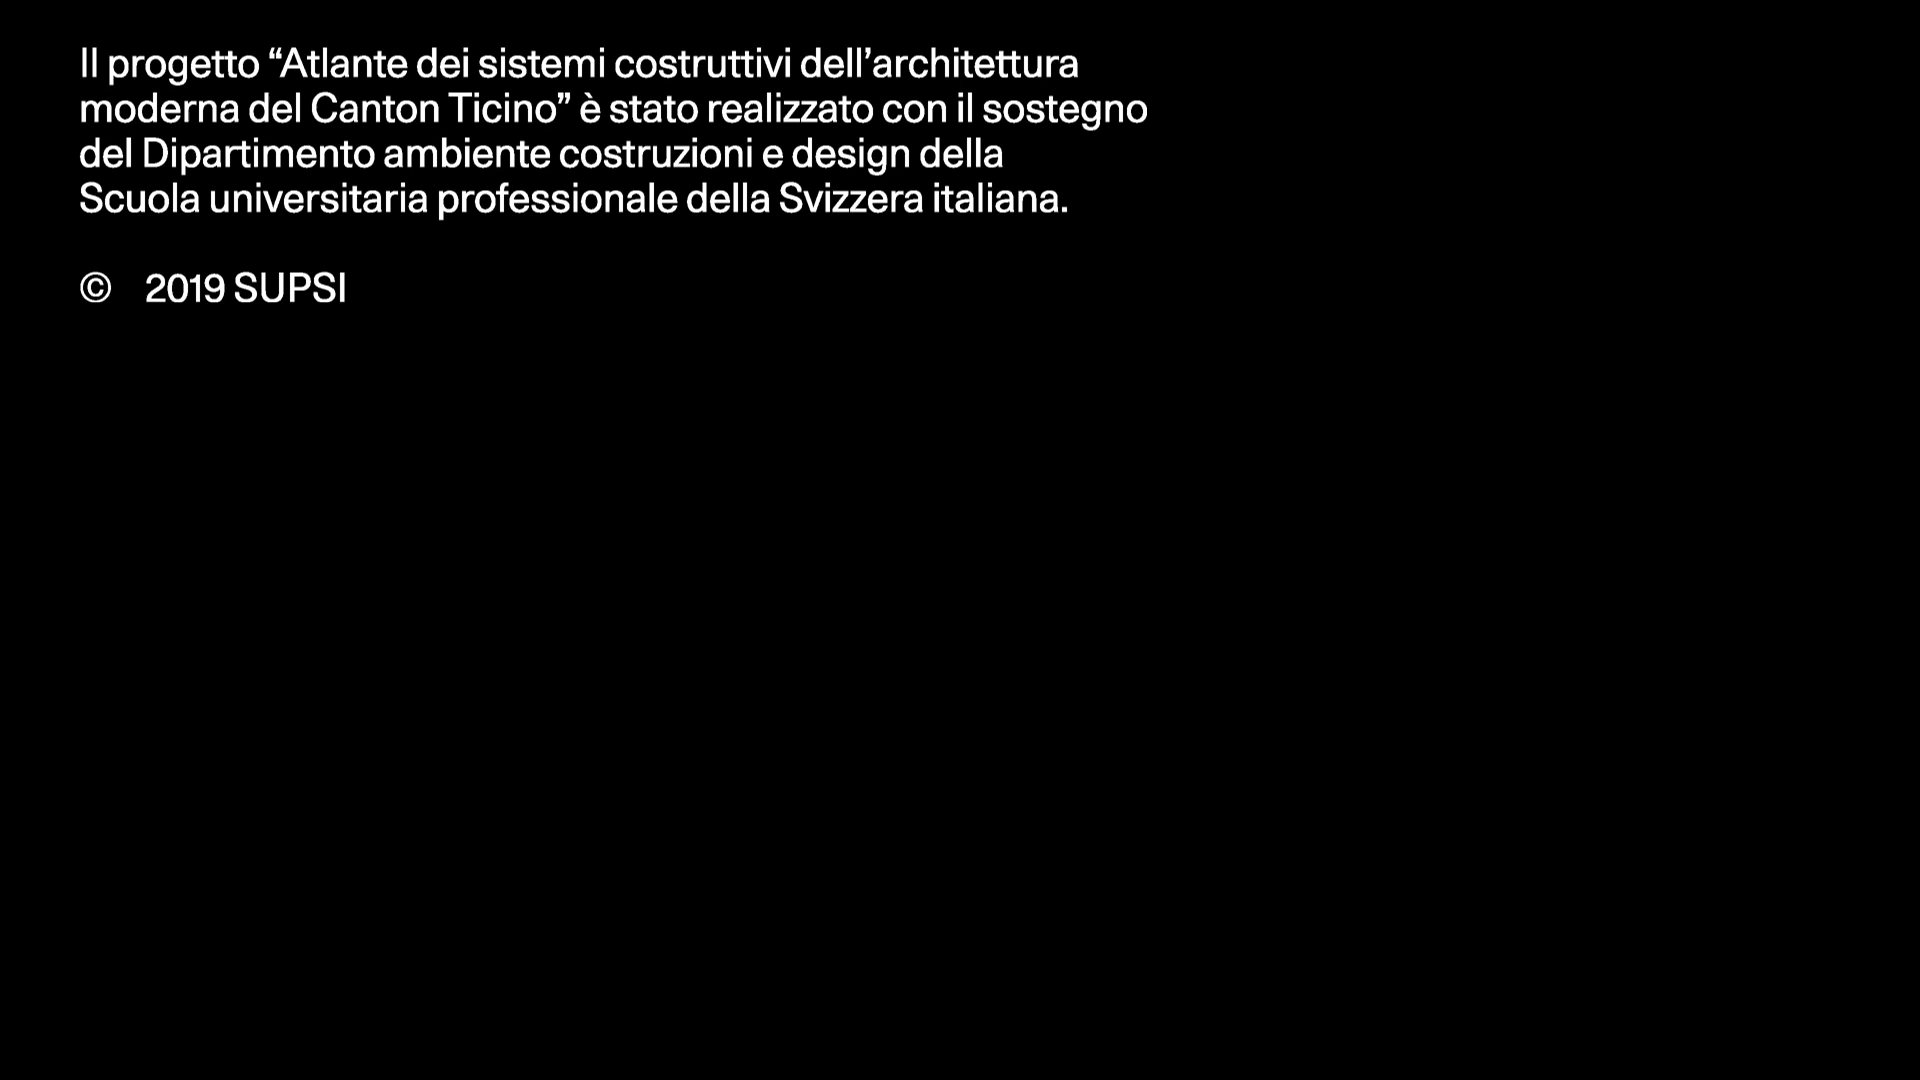 Il progetto “Atlante dei sistemi costruttivi dell’architettura
moderna del Canton Ticino” è stato realizzato con il sostegno
del Dipartimento ambiente costruzioni e design della
Scuola universitaria professionale della Svizzera italiana.
© 2019 SUPSI